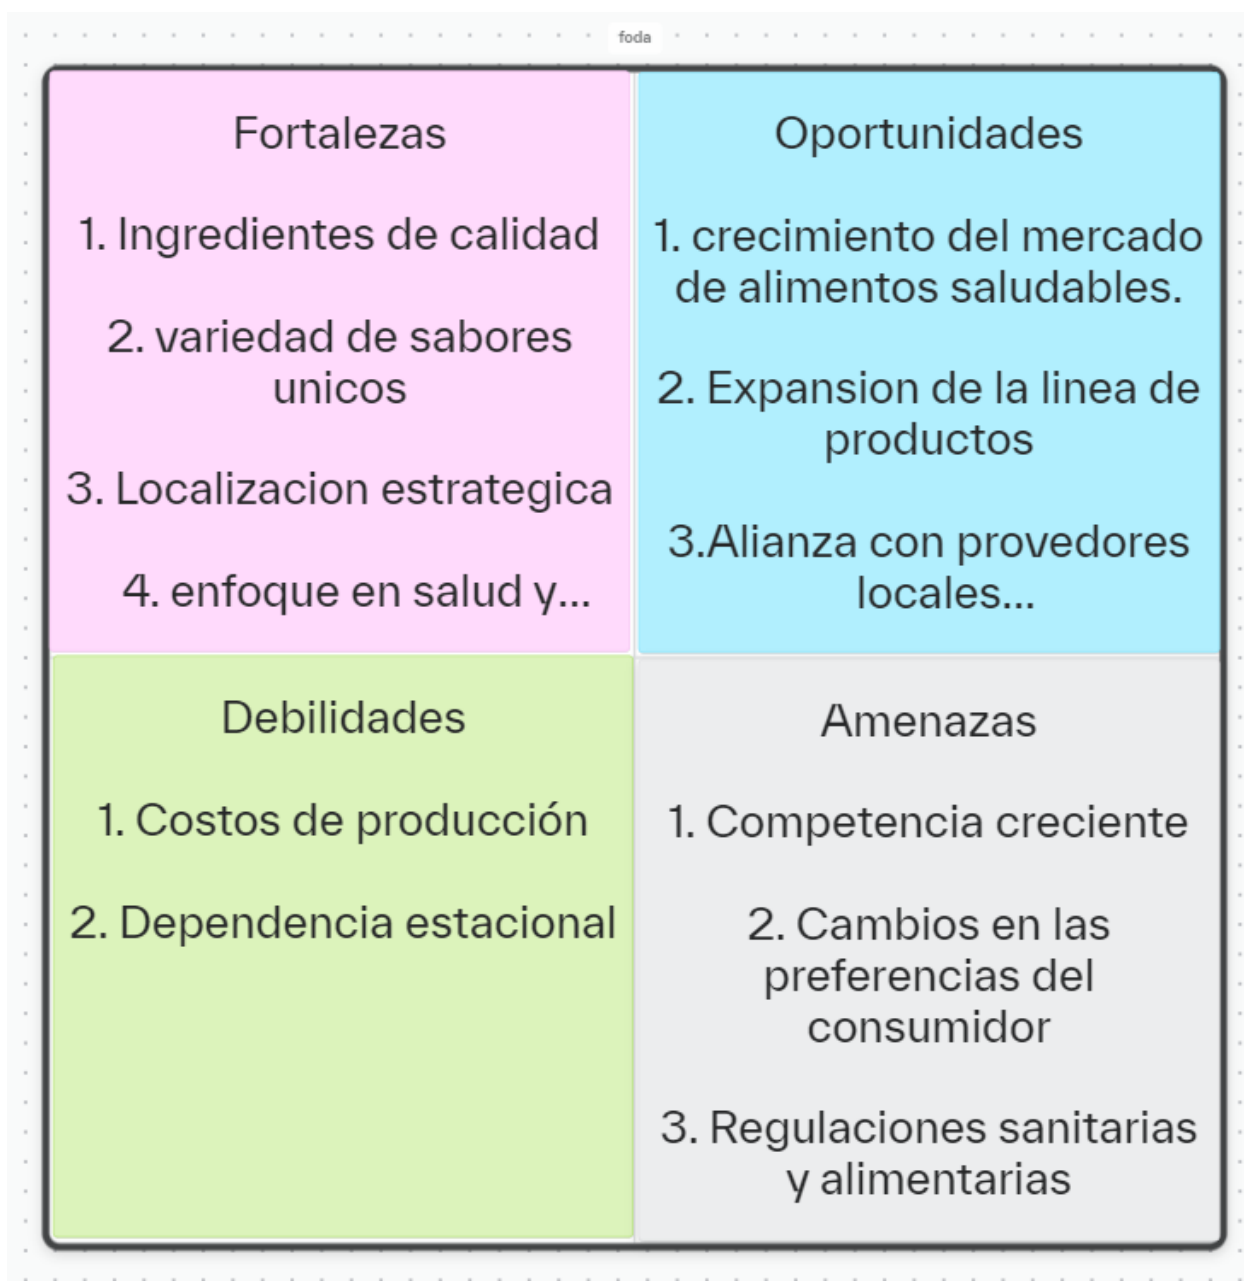 foda
Fortalezas
1. Ingredientes de calidad
2. variedad de sabores
unicos
3. Localizacion estrategica
4. enfoque en salud y...
Oportunidades
1. crecimiento del mercado
de alimentos saludables.
2. Expansion de la linea de
productos
3.Alianza con provedores
locales...
Debilidades
1. Costos de producción
2. Dependencia estacional
Amenazas
1. Competencia creciente
2. Cambios en las
preferencias del
consumidor
3. Regulaciones sanitarias
y alimentarias